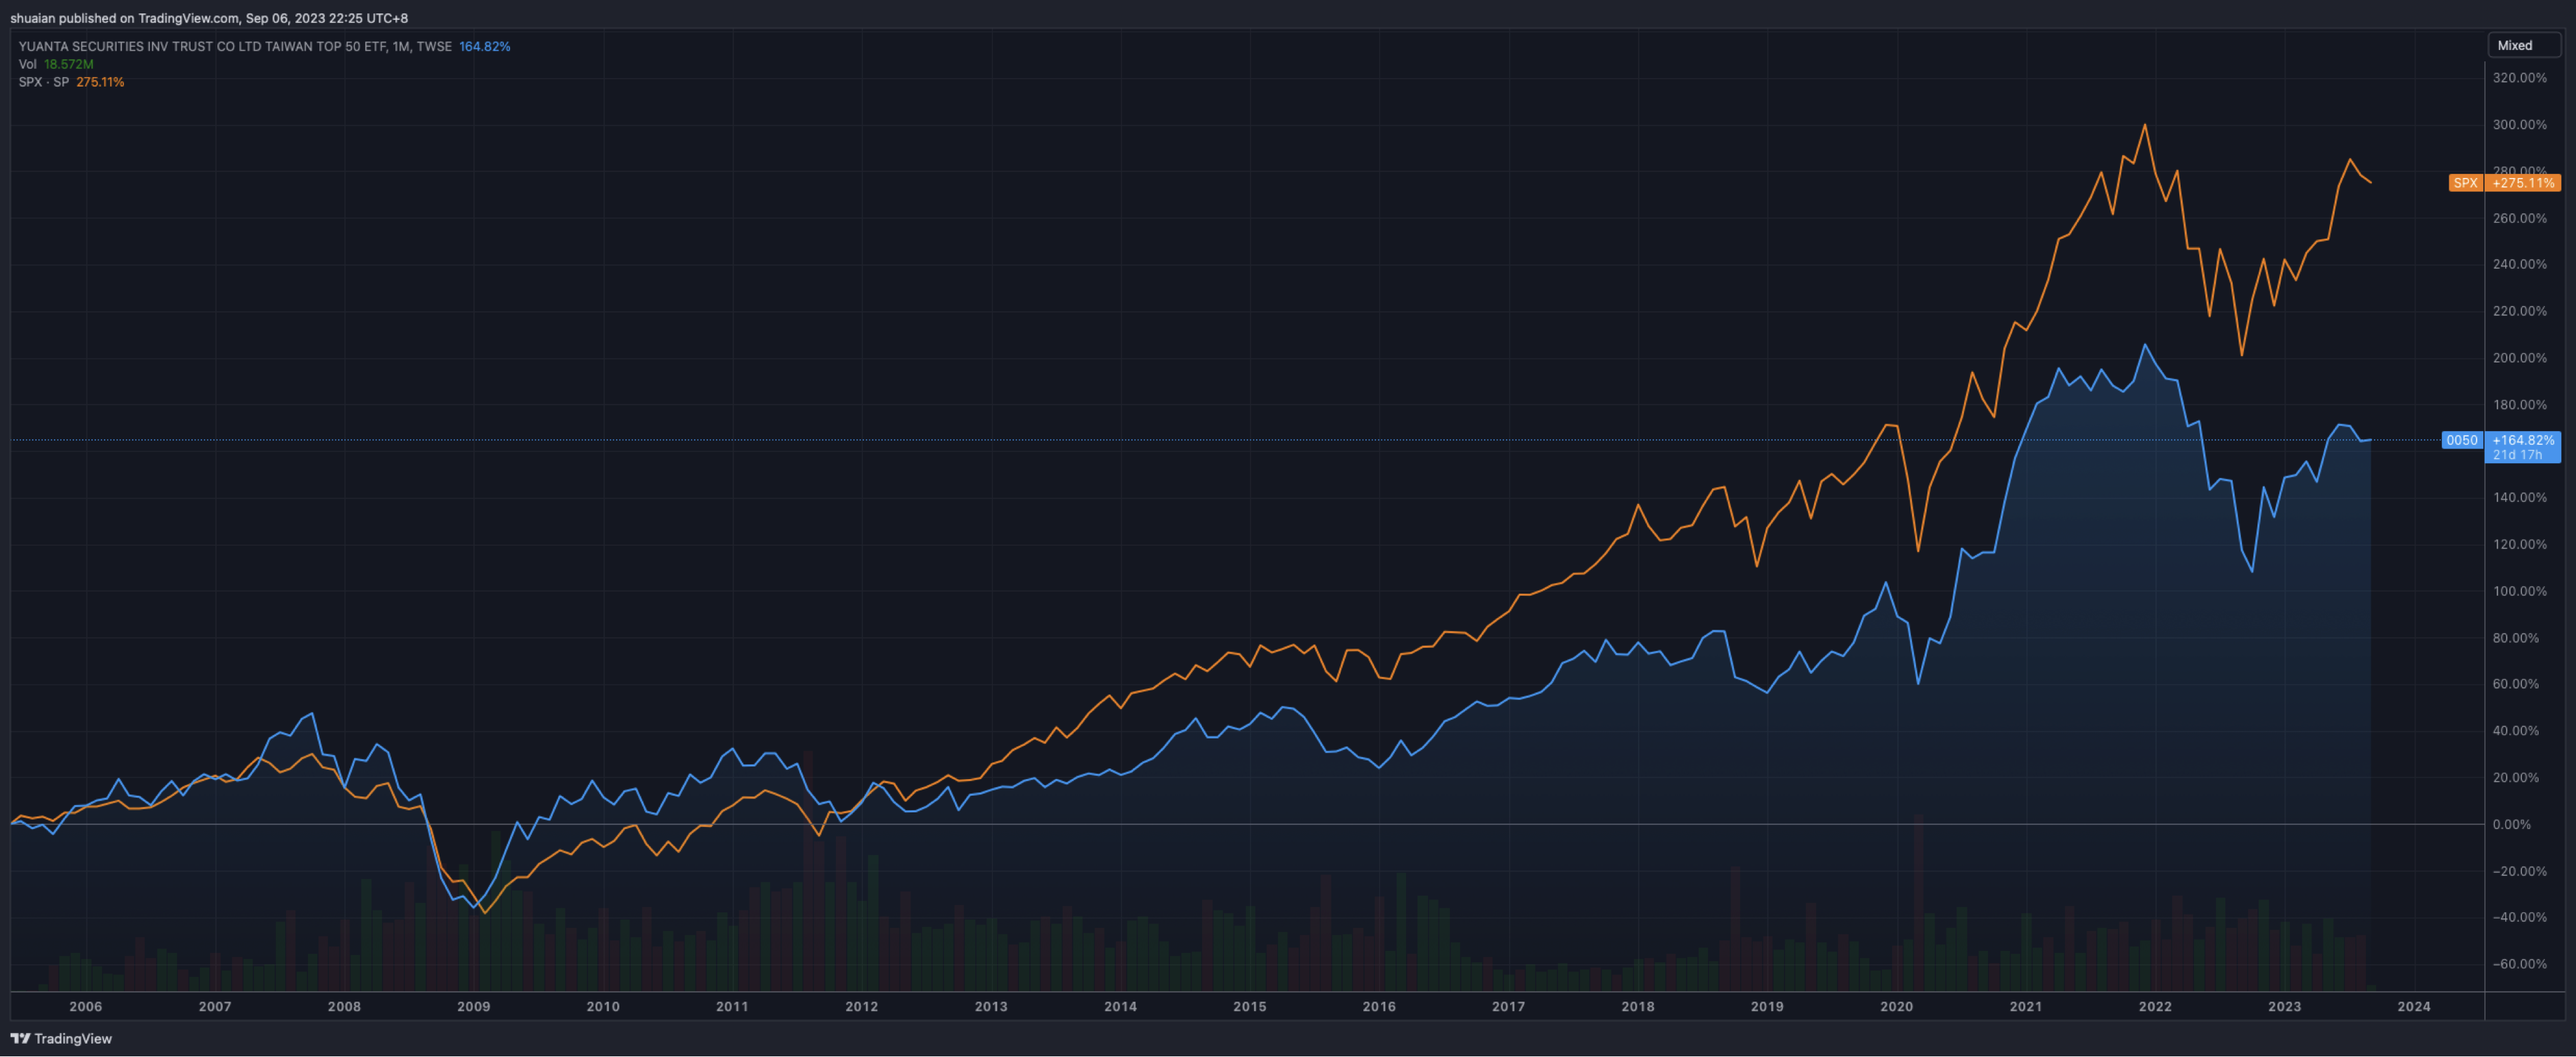 shuaian published on TradingView.com, Sep 06, 2023 22:25 UTC+8
YUANTA SECURITIES INV TRUST CO LTD TAIWAN TOP 50 ETF, 1M, TWSE 164.82%
Vol 18.572M
SPX · SP 275.11%
Mixed
320.00%
300.00%
280.00%
SPX +275.11%
260.00%
240.00%
220.00%
200.00%
180.00%
0050 +164.82%
21d 17h
140.00%
120.00%
100.00%
80.00%
60.00%
40.00%
20.00%
0.00%
−20.00%
−40.00%
−60.00%
2006 2007 2008 2009 2010 2011 2012 2013 2014 2015 2016 2017 2018 2019 2020 2021 2022 2023 2024
TradingView